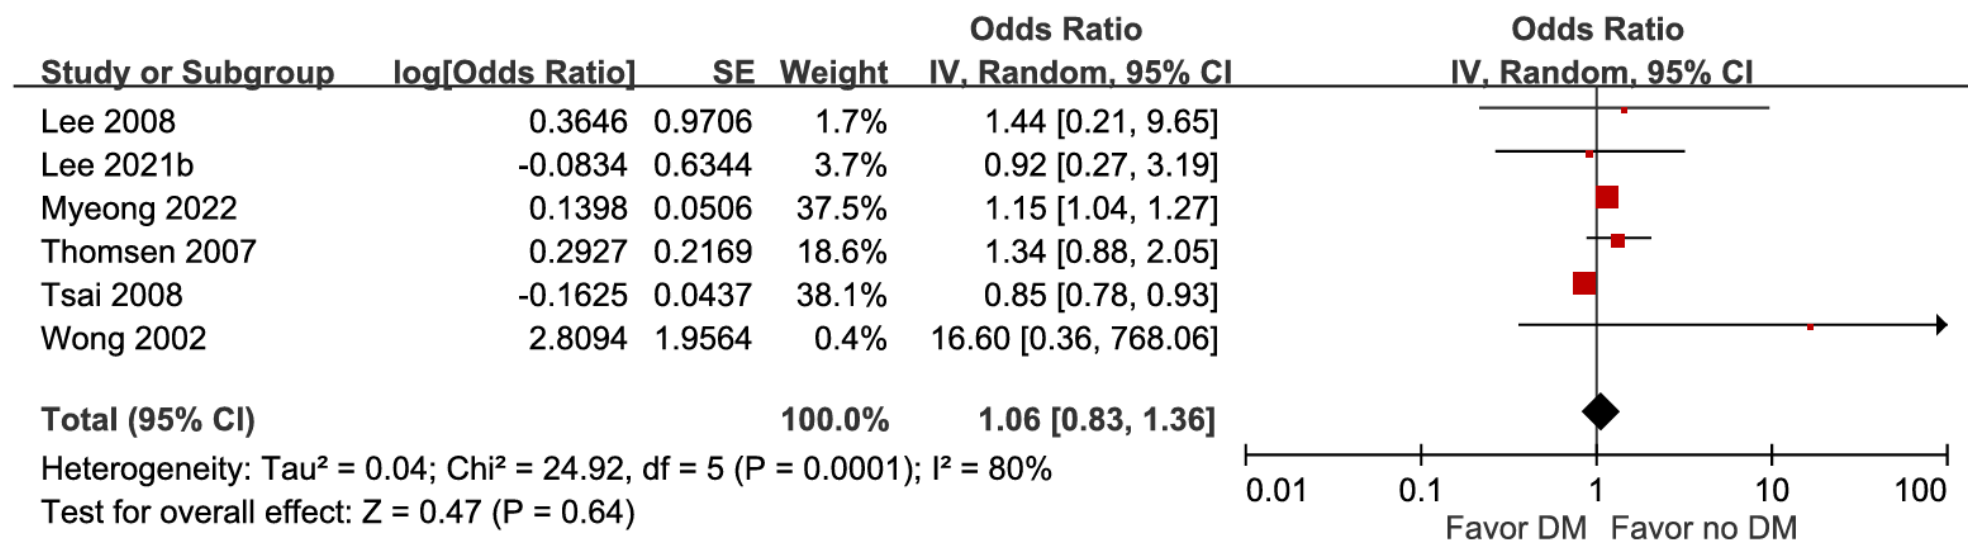 Odds Ratio Odds Ratio
Study or Subgroup log[Odds Ratio] SE Weight IV, Random, 95% CI IV, Random, 95% CI
Lee 2008 0.3646 0.9706 1.7% 1.44 [0.21, 9.65]
Lee 2021b -0.0834 0.6344 3.7% 0.92 [0.27, 3.19]
Myeong 2022 0.1398 0.0506 37.5% 1.15 [1.04, 1.27]
Thomsen 2007 0.2927 0.2169 18.6% 1.34 [0.88, 2.05]
Tsai 2008 -0.1625 0.0437 38.1% 0.85 [0.78, 0.93]
Wong 2002 2.8094 1.9564 0.4% 16.60 [0.36, 768.06]
Total (95% CI) 100.0% 1.06 [0.83, 1.36]
Heterogeneity: Tau² = 0.04; Chi² = 24.92, df = 5 (P = 0.0001); I² = 80%
Test for overall effect: Z = 0.47 (P = 0.64)
0.01 0.1 1 10 100
Favor DM Favor no DM